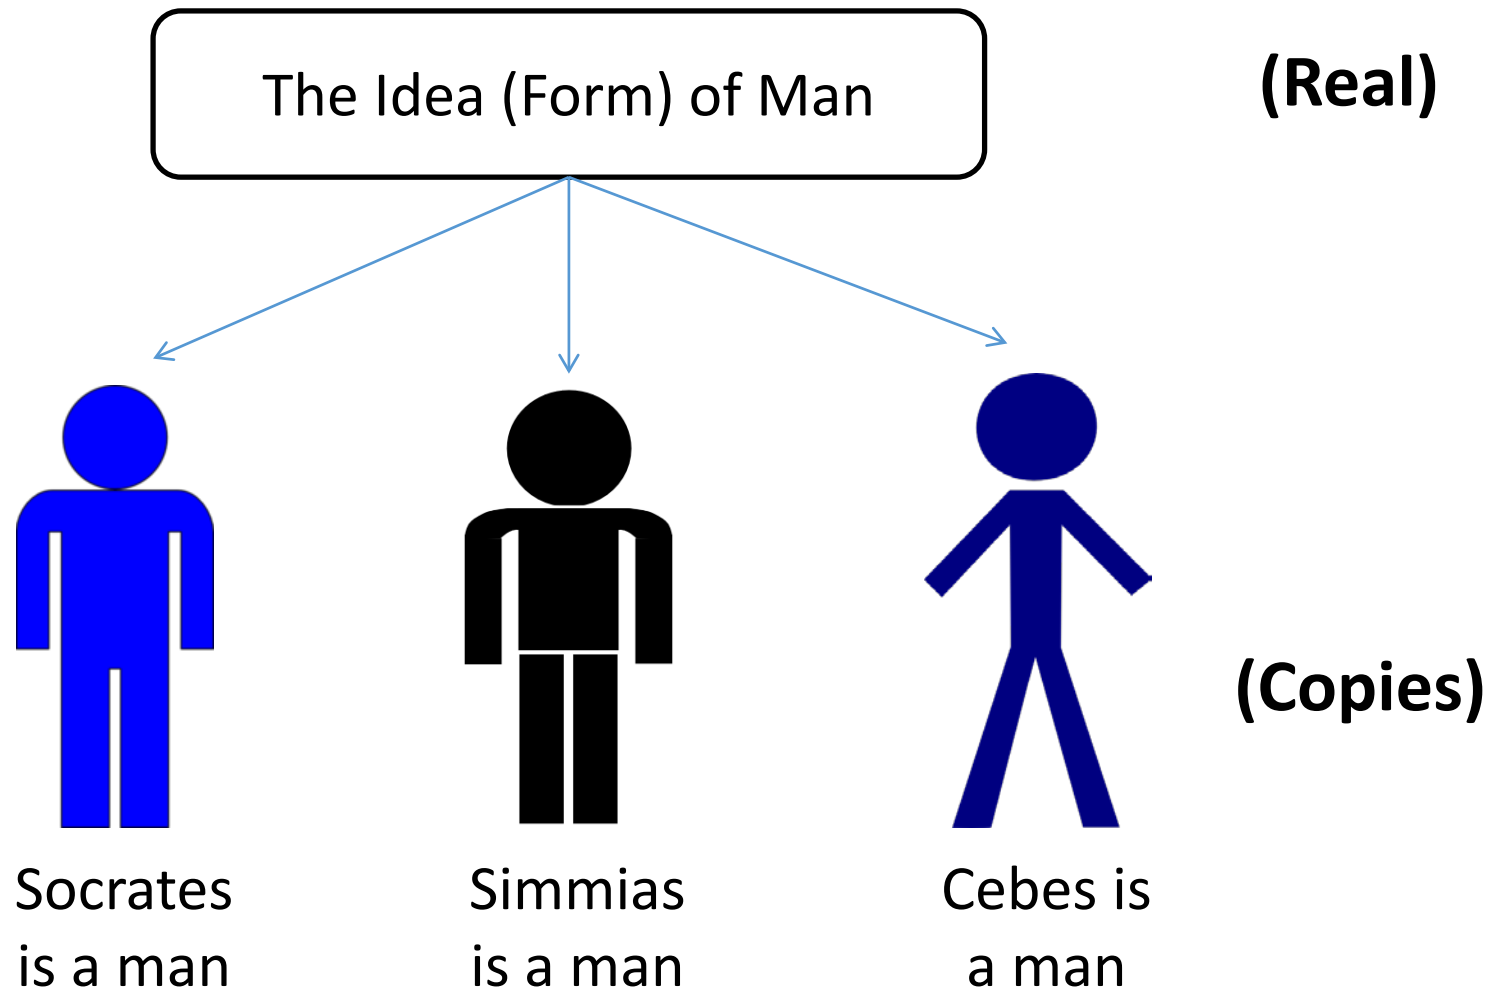 The Idea (Form) of Man
(Real)
(Copies)
Socrates
is a man
Simmias
is a man
Cebes is
a man